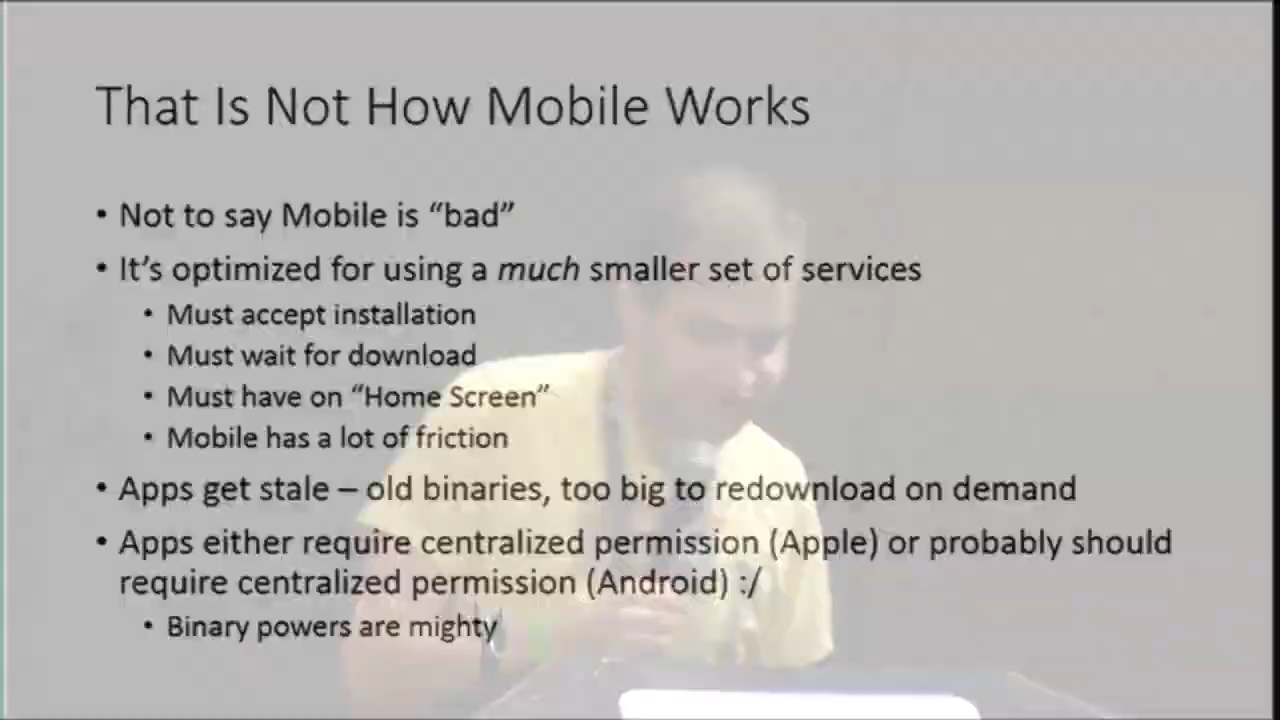 That Is Not How Mobile Works
• Not to say Mobile is “bad”
• It’s optimized for using a much smaller set of services
• Must accept installation
• Must wait for download
• Must have on “Home Screen”
• Mobile has a lot of friction
• Apps get stale – old binaries, too big to redownload on demand
• Apps either require centralized permission (Apple) or probably should
require centralized permission (Android) :/
• Binary powers are mighty